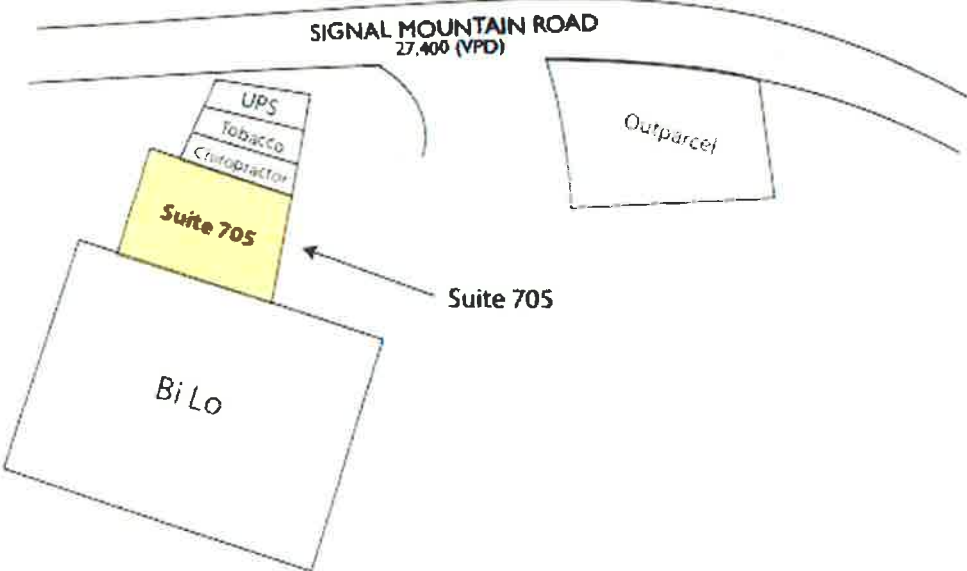 SIGNAL MOUNTAIN ROAD
27,400 (VPD)
UPS
Tobacco
Chiropractor
Outparcel
Suite 705
Suite 705
Bi Lo